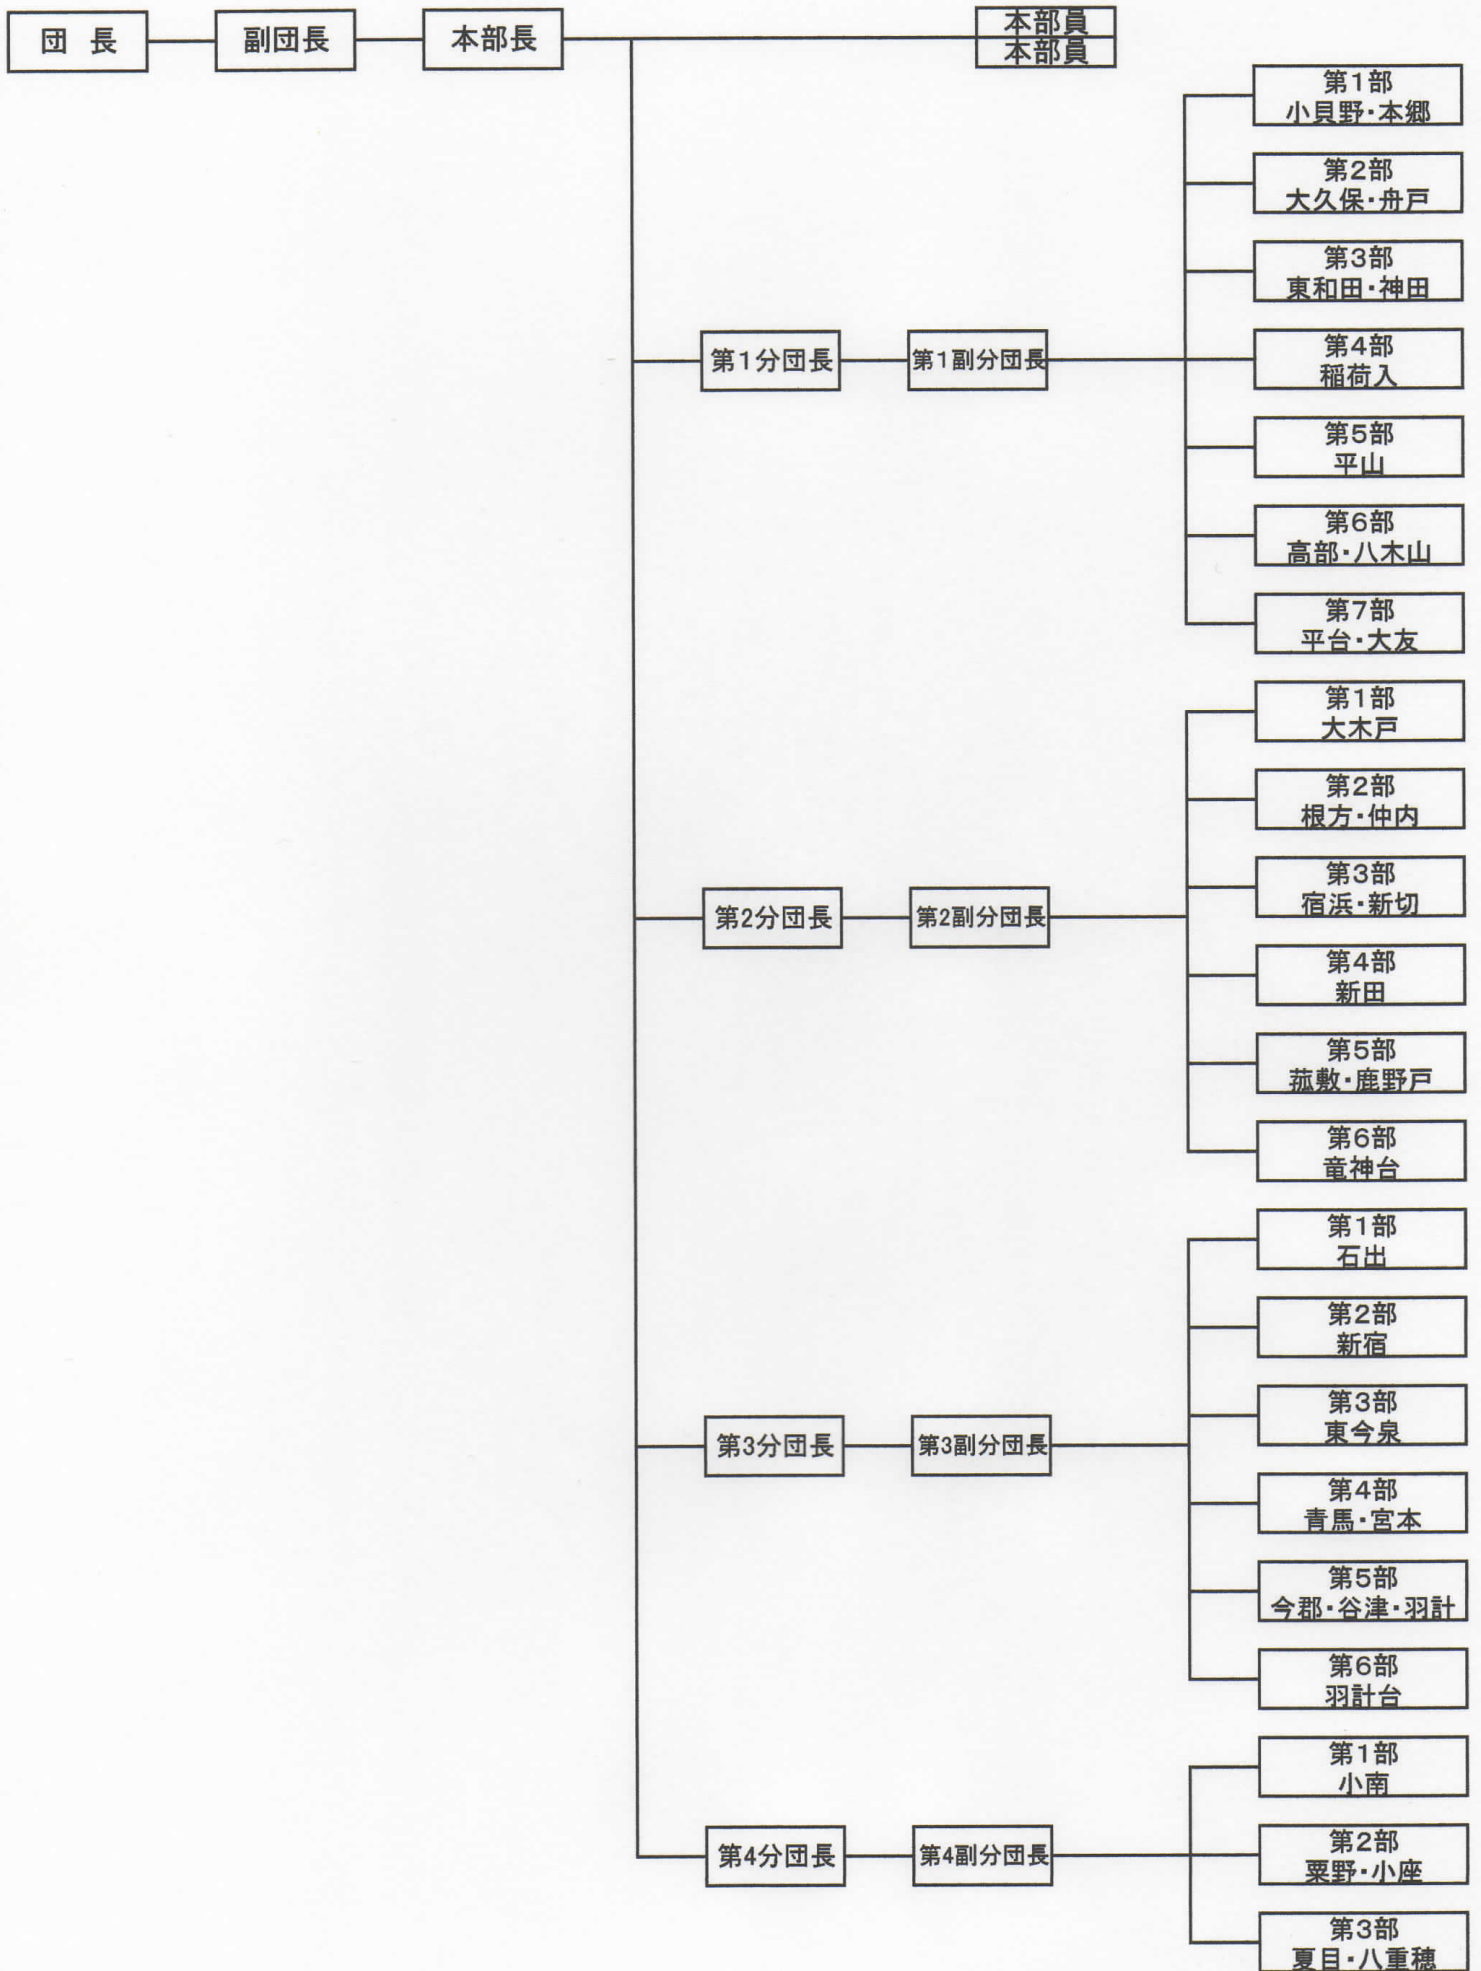 団　長
副団長
本部長
本部員
本部員
第1部
小貝野・本郷
第2部
大久保・舟戸
第3部
東和田・神田
第1分団長
第1副分団長
第4部
稲荷入
第5部
平山
第6部
高部・八木山
第7部
平台・大友
第1部
大木戸
第2部
根方・仲内
第3部
宿浜・新切
第2分団長
第2副分団長
第4部
新田
第5部
菰敷・鹿野戸
第6部
竜神台
第1部
石出
第2部
新宿
第3部
東今泉
第3分団長
第3副分団長
第4部
青馬・宮本
第5部
今郡・谷津・羽計
第6部
羽計台
第1部
小南
第4分団長
第4副分団長
第2部
粟野・小座
第3部
夏目・八重穂